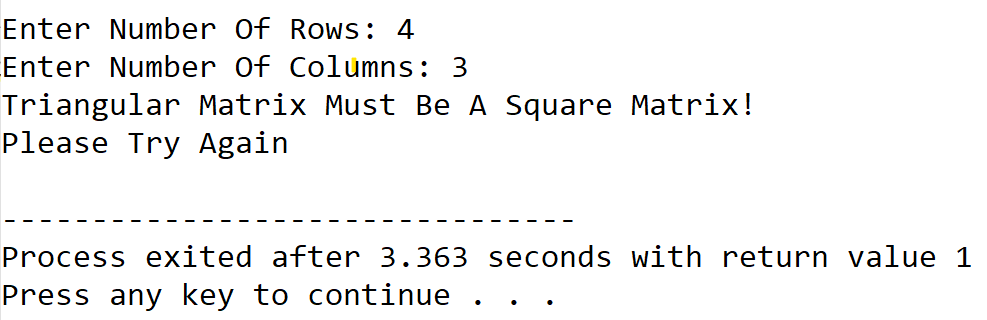 Enter Number Of Rows: 4
Enter Number Of Columns: 3
Triangular Matrix Must Be A Square Matrix!
Please Try Again
--------------------------------
Process exited after 3.363 seconds with return value 1
Press any key to continue . . .